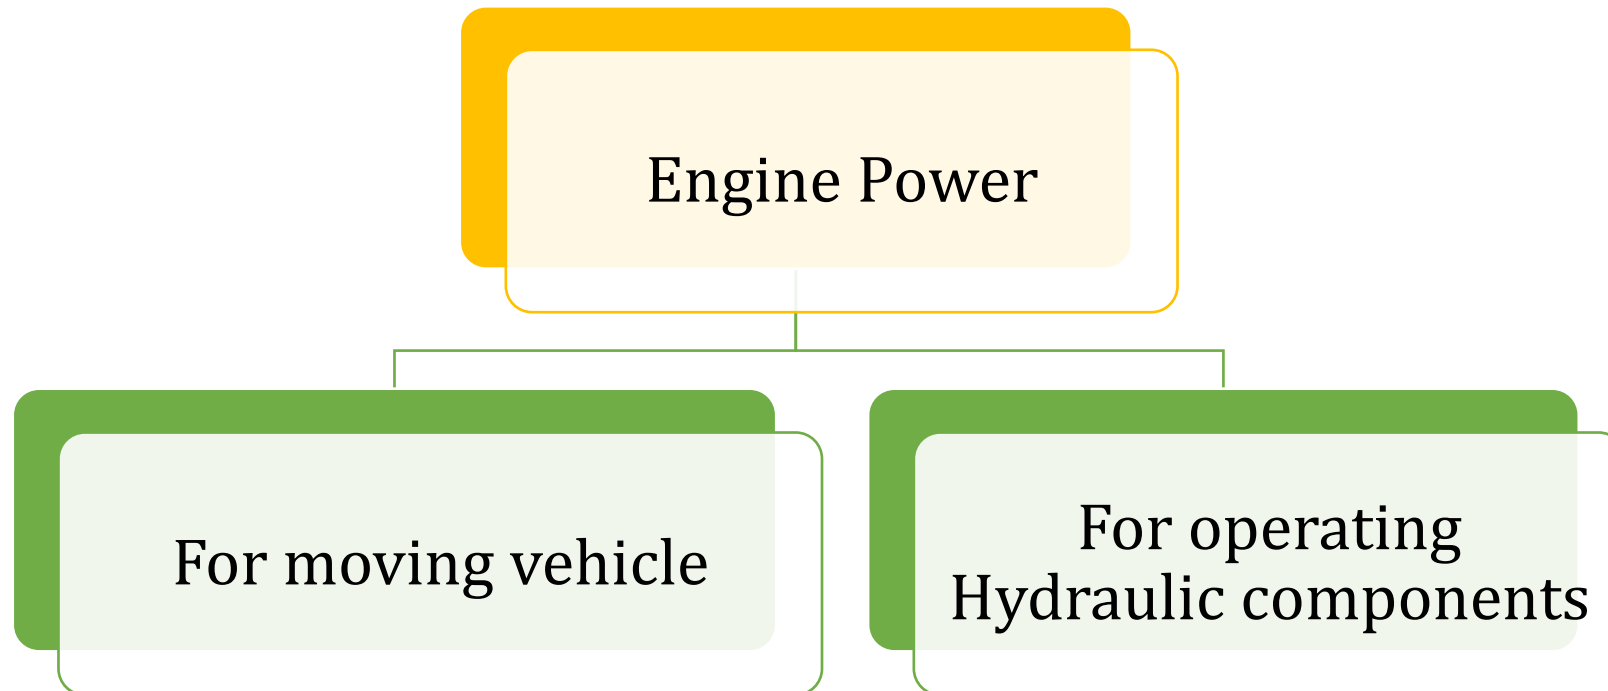 Engine Power
For moving vehicle
For operating
Hydraulic components